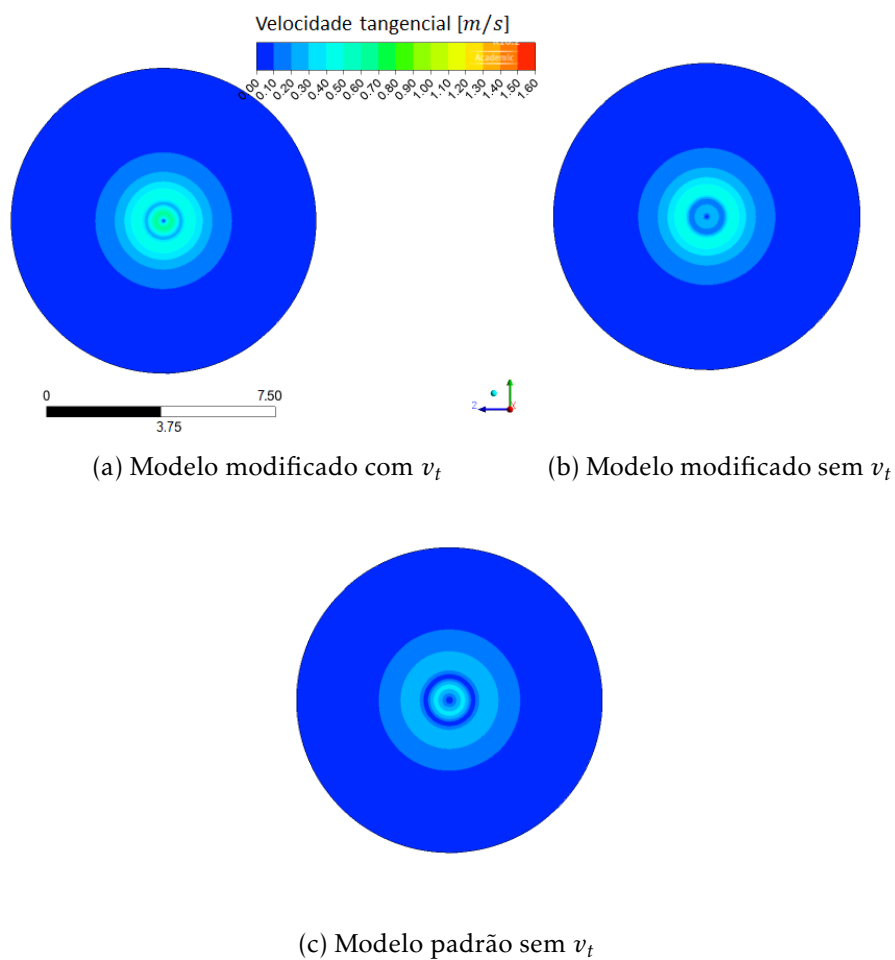 Velocidade tangencial [m/s]
Academic
0.00 0.10 0.20 0.30 0.40 0.50 0.60 0.70 0.80 0.90 1.00 1.10 1.20 1.30 1.40 1.50 1.60
0 7.50
3.75
Z X
(a) Modelo modificado com v_t
(b) Modelo modificado sem v_t
(c) Modelo padrão sem v_t